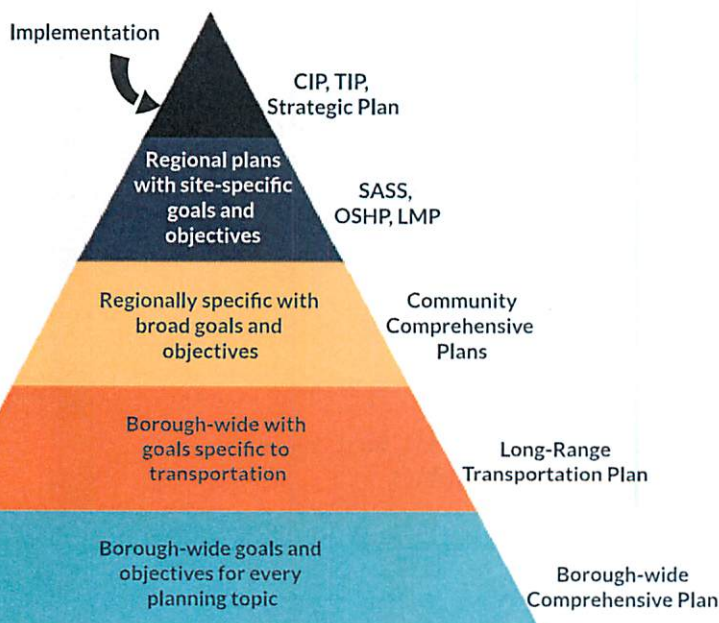 Implementation
CIP, TIP,
Strategic Plan
Regional plans
with site-specific
goals and
objectives
SASS,
OSHP, LMP
Regionally specific with
broad goals and
objectives
Community
Comprehensive
Plans
Borough-wide with
goals specific to
transportation
Long-Range
Transportation Plan
Borough-wide goals and
objectives for every
planning topic
Borough-wide
Comprehensive Plan